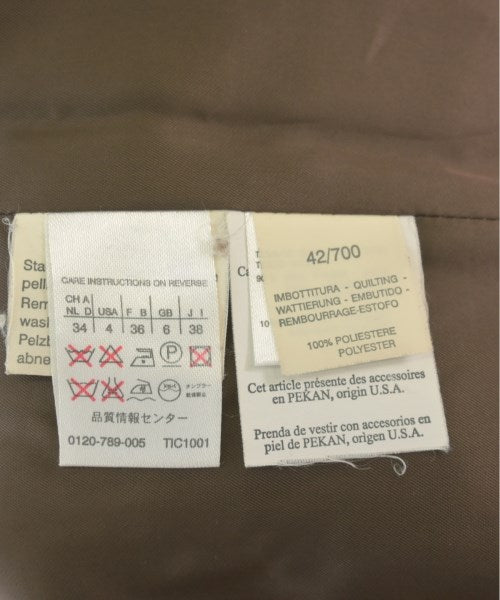 Sta
pell
Rem
wash
Pelzb
abne
CARE INSTRUCTIONS ON REVERSE
CH A
NL D USA F B GB J I
34 4 36 6 38
P
品質情報センター
0120-789-005 TIC1001
Ca
10
42/700
IMBOTTITURA - QUILTING -
WATTIERUNG - EMBUTIDO -
REMBOURRAGE-ESTOFO
100% POLIESTERE
POLYESTER
Cet article présente des accessoires
en PEKAN, origin U.S.A.
Prenda de vestir con accesorios en
piel de PEKAN, origen U.S.A.